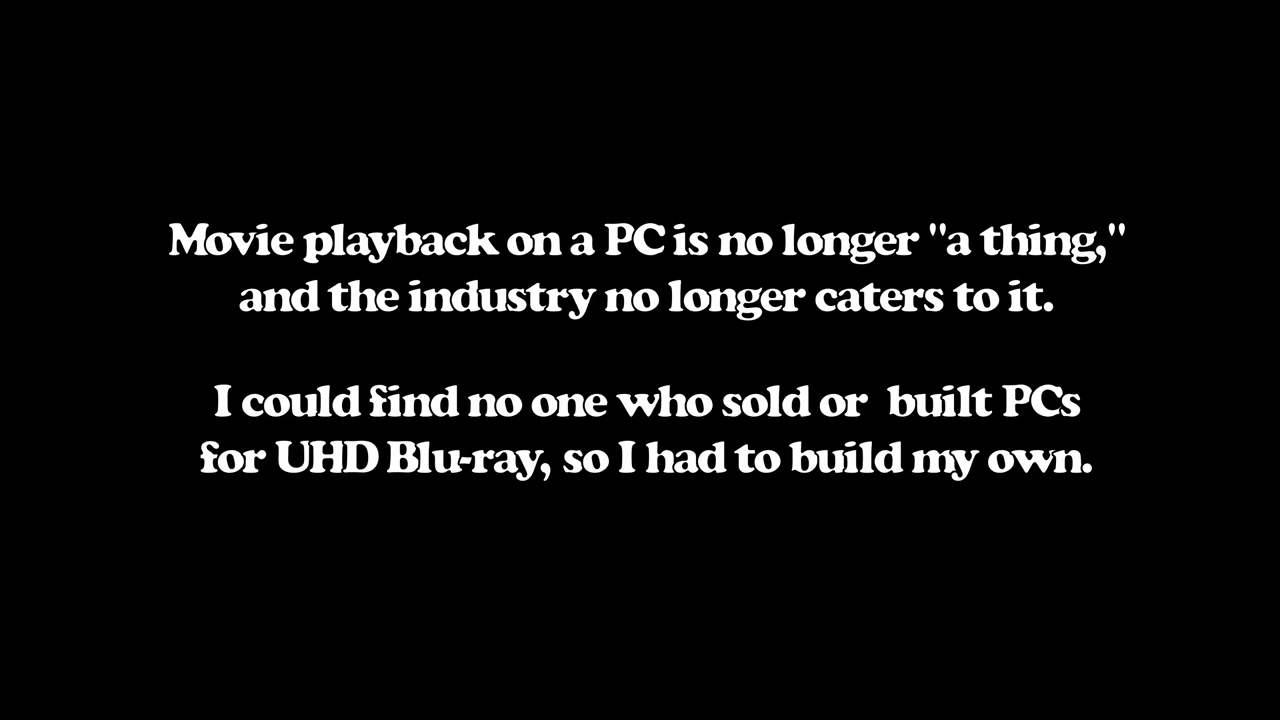 Movie playback on a PC is no longer "a thing,"
and the industry no longer caters to it.
I could find no one who sold or  built PCs
for UHD Blu-ray, so I had to build my own.